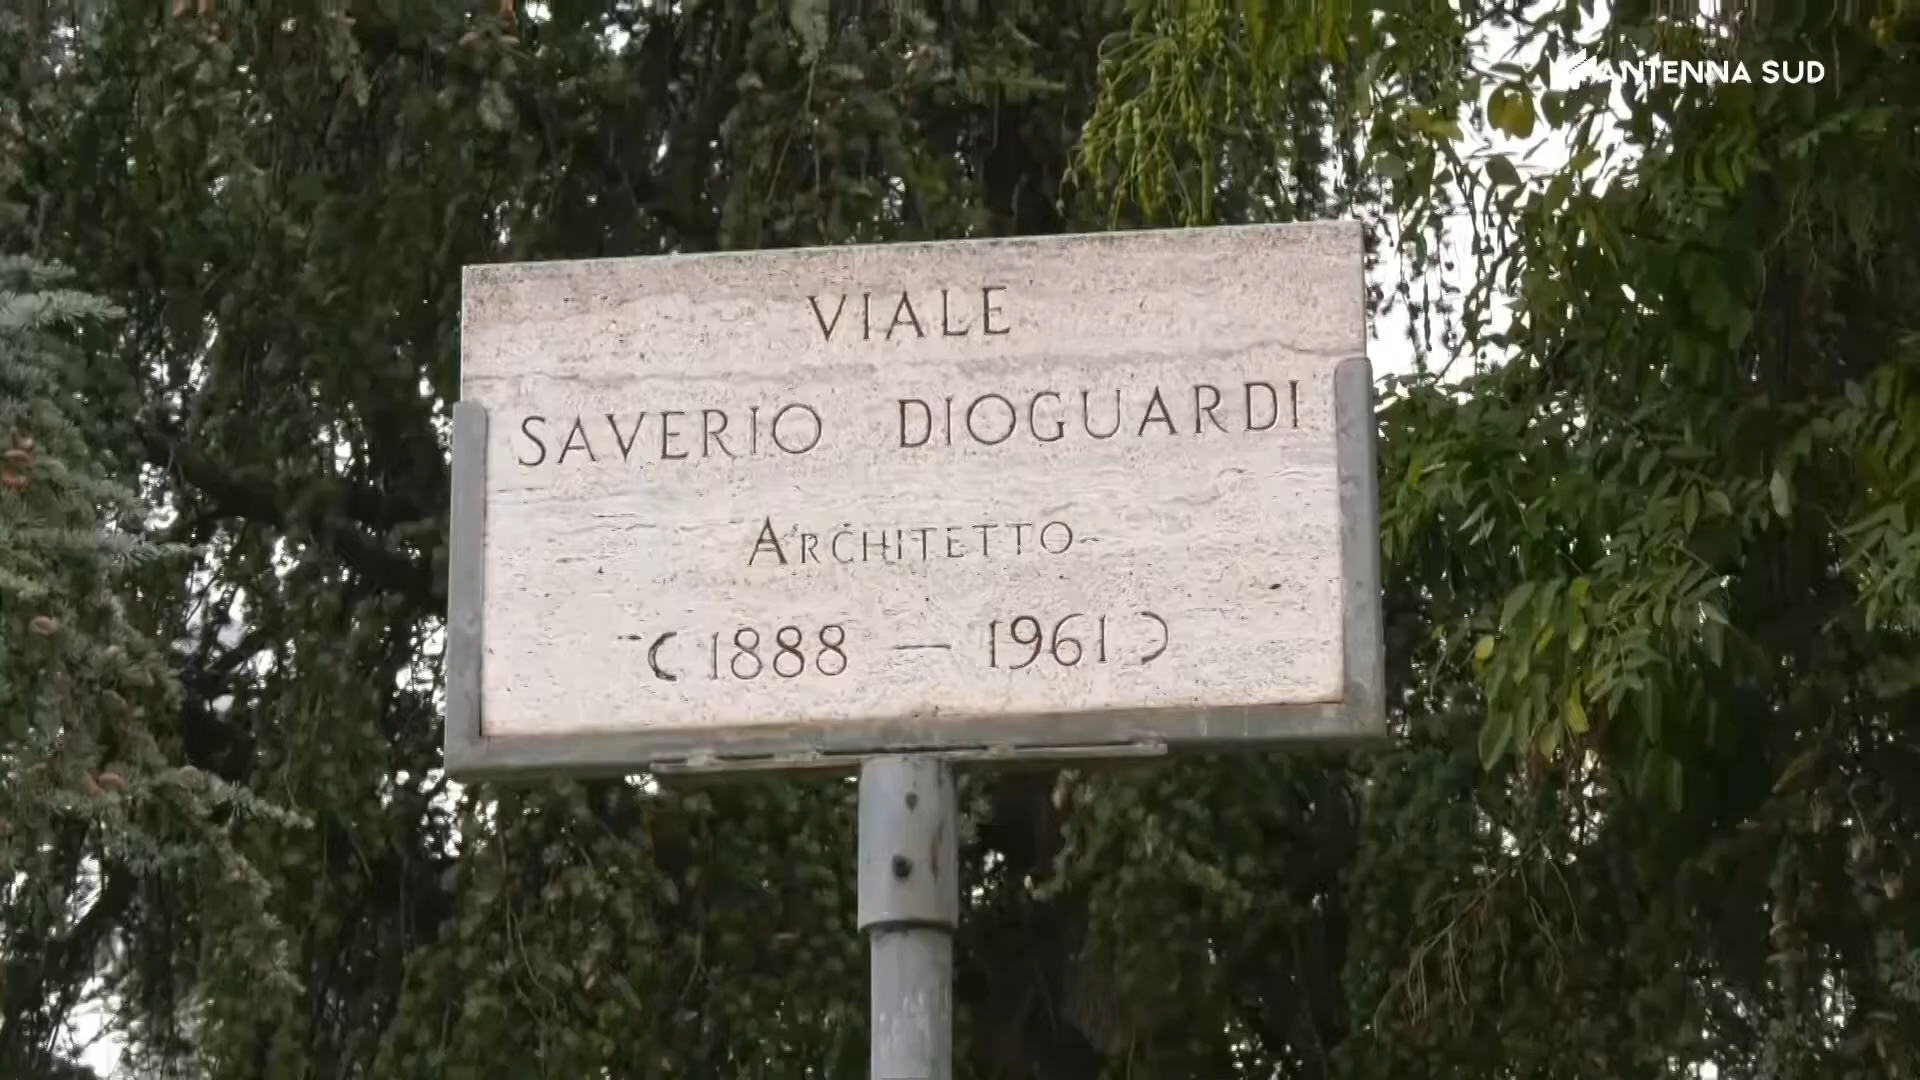 ANTENNA SUD
VIALE
SAVERIO DIOGUARDI
ARCHITETTO
(1888 — 1961)